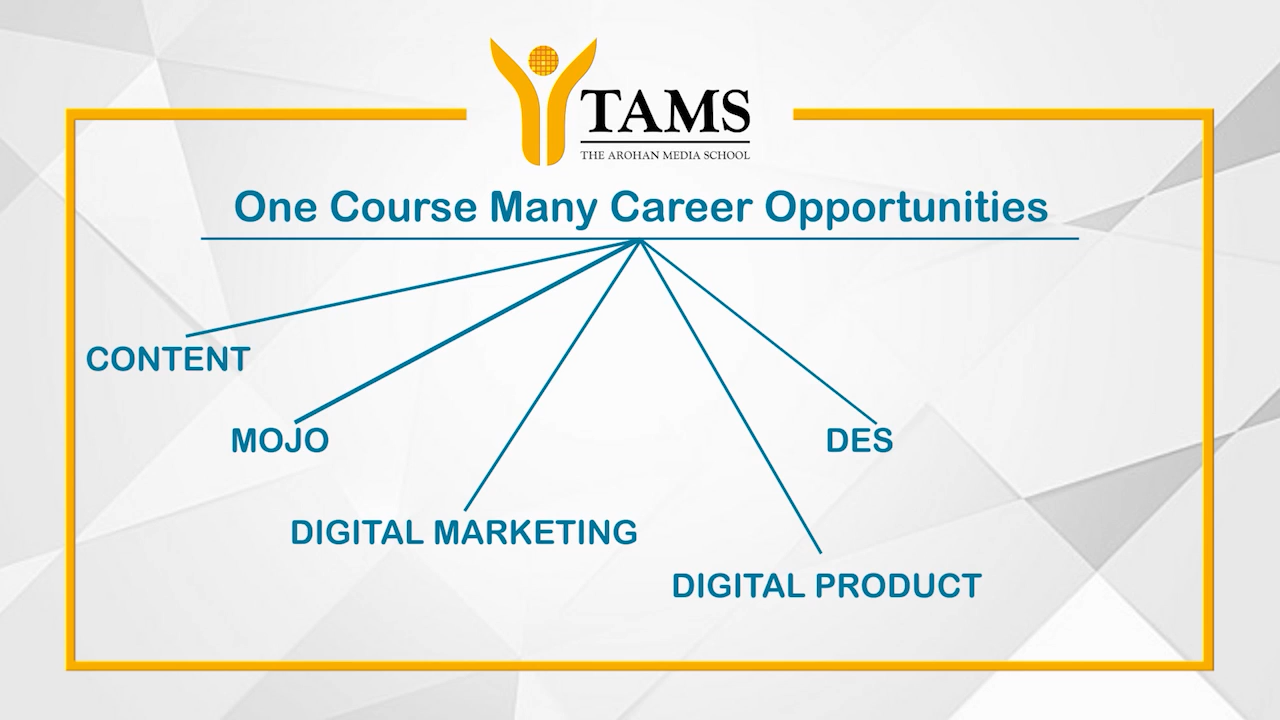 TAMS
THE AROHAN MEDIA SCHOOL
One Course Many Career Opportunities
CONTENT
MOJO
DES
DIGITAL MARKETING
DIGITAL PRODUCT